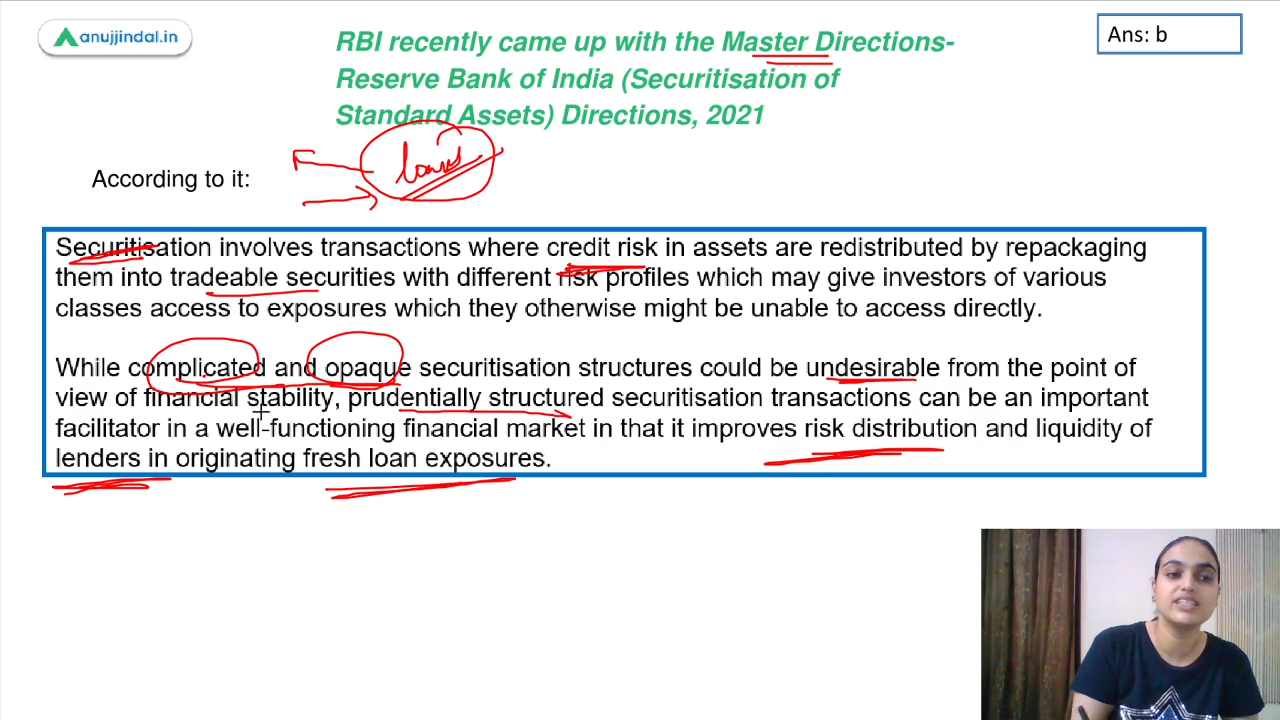 anujjindal.in
RBI recently came up with the Master Directions-
Reserve Bank of India (Securitisation of
Standard Assets) Directions, 2021
Ans: b
loans
According to it:
Securitisation involves transactions where credit risk in assets are redistributed by repackaging
them into tradeable securities with different risk profiles which may give investors of various
classes access to exposures which they otherwise might be unable to access directly.
While complicated and opaque securitisation structures could be undesirable from the point of
view of financial stability, prudentially structured securitisation transactions can be an important
facilitator in a well-functioning financial market in that it improves risk distribution and liquidity of
lenders in originating fresh loan exposures.